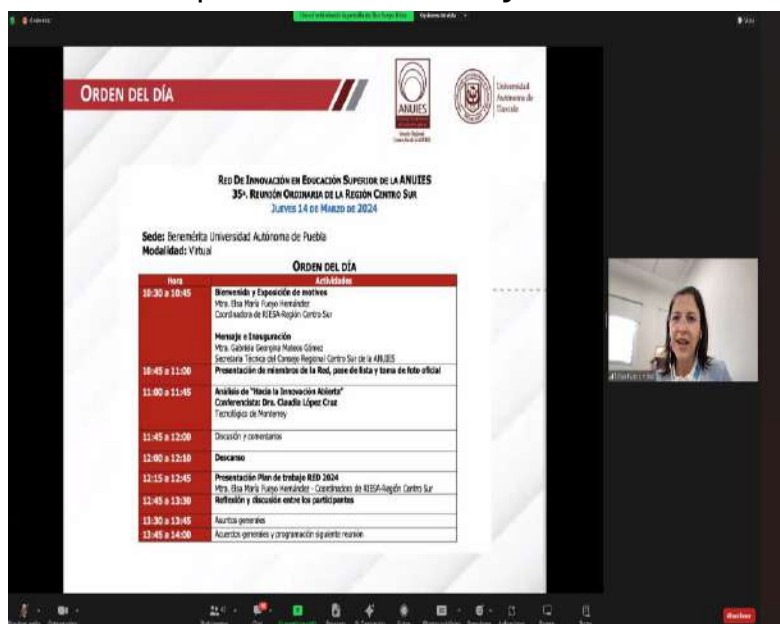 Opciones de vista
ORDEN DEL DÍA
ANUIES
Universidad
Autónoma de
Tlaxcala
RED DE INNOVACIÓN EN EDUCACIÓN SUPERIOR DE LA ANUIES
35ª. REUNIÓN ORDINARIA DE LA REGIÓN CENTRO SUR
JUEVES 14 DE MARZO DE 2024
Sede: Benemérita Universidad Autónoma de Puebla
Modalidad: Virtual
ORDEN DEL DÍA
Hora Actividades
10:30 a 10:45 Bienvenida y Exposición de motivos
Mtra. Elsa María Fueyo Hernández
Coordinadora de RIESA-Región Centro Sur
Mensaje e Inauguración
Mtra. Gabriela Georgina Mateos Gómez
Secretaria Técnica del Consejo Regional Centro Sur de la ANUIES
10:45 a 11:00 Presentación de miembros de la Red, pase de lista y toma de foto oficial
11:00 a 11:45 Análisis de "Hacia la Innovación Abierta"
Conferencista: Dra. Claudia López Cruz
Tecnológico de Monterrey
11:45 a 12:00 Discusión y comentarios
12:00 a 12:10 Descanso
12:15 a 12:45 Presentación Plan de trabajo RED 2024
Mtra. Elsa María Fueyo Hernández - Coordinadora de RIESA-Región Centro Sur
12:45 a 13:30 Reflexión y discusión entre los participantes
13:30 a 13:45 Asuntos generales
13:45 a 14:00 Acuerdos generales y programación siguiente reunión